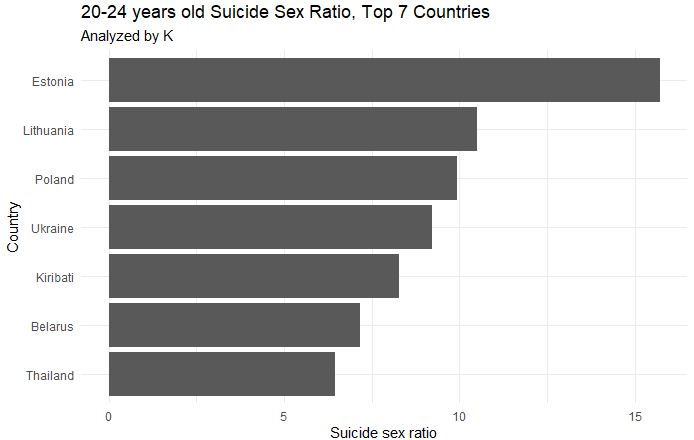 20-24 years old Suicide Sex Ratio, Top 7 Countries
Analyzed by K
Country
Estonia
Lithuania
Poland
Ukraine
Kiribati
Belarus
Thailand
0 5 10 15
Suicide sex ratio